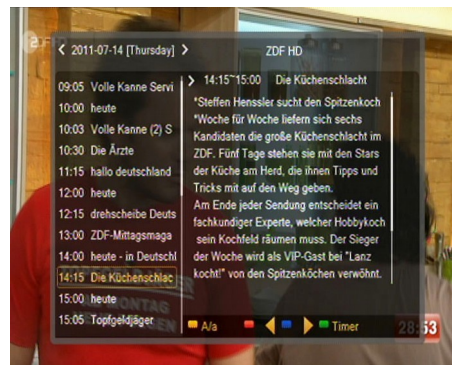 ZDF
< 2011-07-14 [Thursday] >
ZDF HD
09:05 Volle Kanne Servi
10:00 heute
10:03 Volle Kanne (2) S
10:30 Die Ärzte
11:15 hallo deutschland
12:00 heute
12:15 drehscheibe Deuts
13:00 ZDF-Mittagsmaga
14:00 heute - in Deutschl
14:15 Die Küchenschlac
15:00 heute
15:05 Topfgeldjäger
> 14:15~15:00 Die Küchenschlacht
*Steffen Henssler sucht den Spitzenkoch
*Woche für Woche liefern sich sechs
Kandidaten die große Küchenschlacht im
ZDF. Fünf Tage stehen sie mit den Stars
der Küche am Herd, die ihnen Tipps und
Tricks mit auf den Weg geben.
Am Ende jeder Sendung entscheidet ein
fachkundiger Experte, welcher Hobbykoch
sein Kochfeld räumen muss. Der Sieger
der Woche wird als VIP-Gast bei "Lanz
kocht!" von den Spitzenköchen verwöhnt.
MONTAG
A/a
Timer
28:53